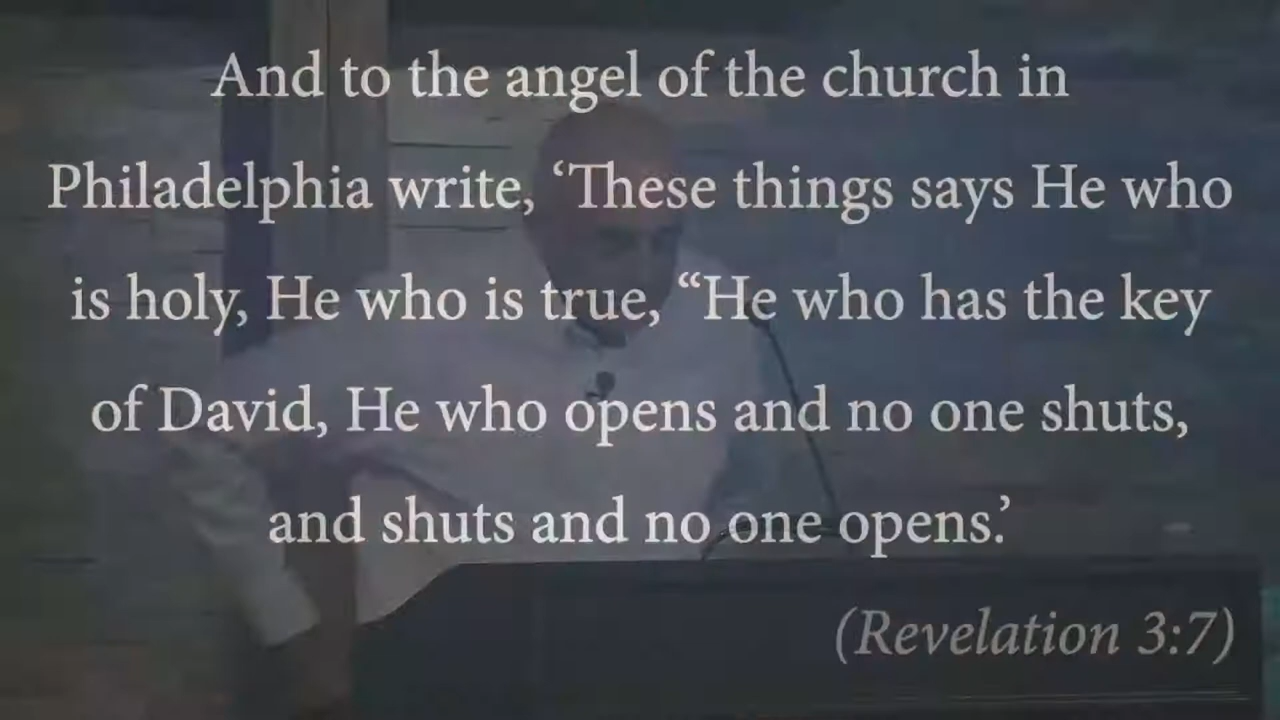 And to the angel of the church in
Philadelphia write, ‘These things says He who
is holy, He who is true, “He who has the key
of David, He who opens and no one shuts,
and shuts and no one opens.’
(Revelation 3:7)